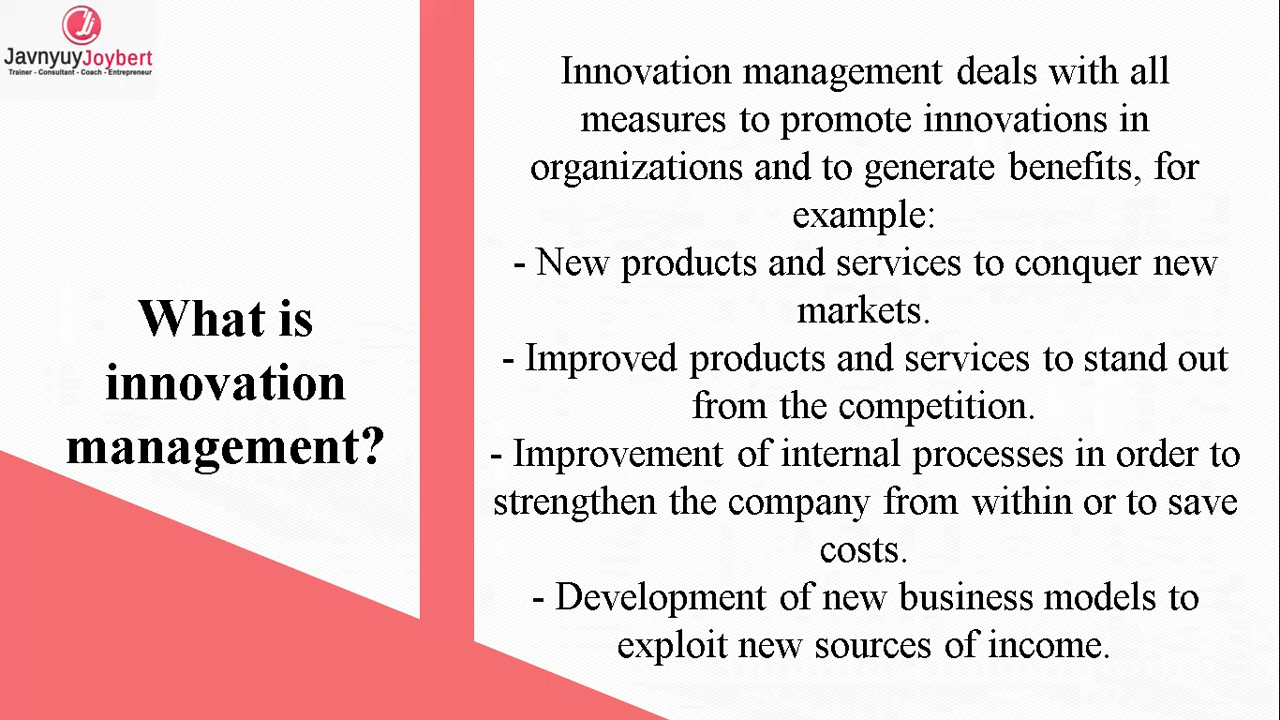 JavnyuyJoybert
Trainer - Consultant - Coach - Entrepreneur
What is
innovation
management?
Innovation management deals with all
measures to promote innovations in
organizations and to generate benefits, for
example:
- New products and services to conquer new
markets.
- Improved products and services to stand out
from the competition.
- Improvement of internal processes in order to
strengthen the company from within or to save
costs.
- Development of new business models to
exploit new sources of income.